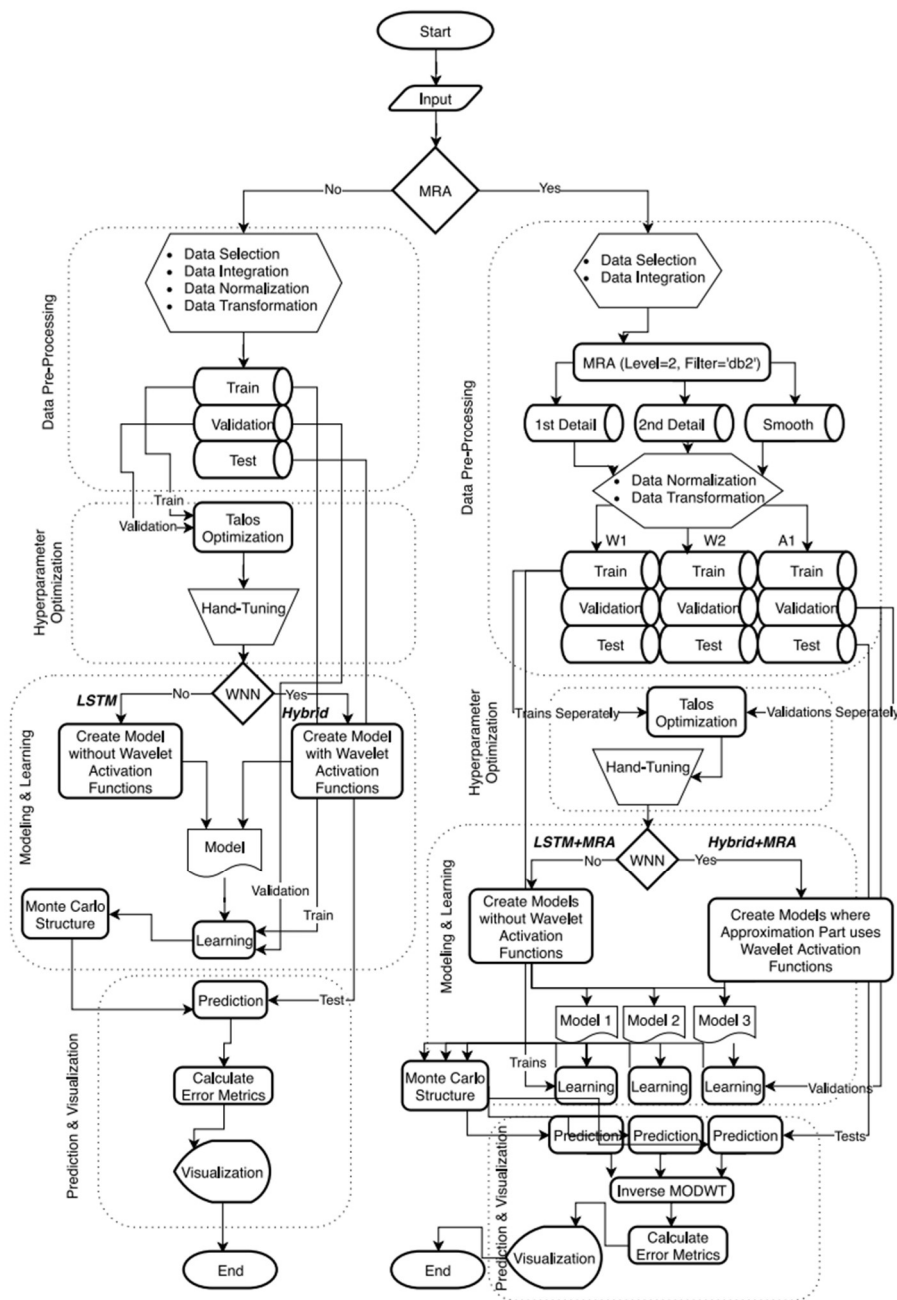 Start
Input
MRA
No
Yes
Data Pre-Processing
• Data Selection
• Data Integration
• Data Normalization
• Data Transformation
Train
Validation
Test
Train
Validation
Hyperparameter
Optimization
Talos
Optimization
Hand-Tuning
WNN
No
Yes
LSTM
Hybrid
Modeling & Learning
Create Model
without Wavelet
Activation
Functions
Create Model
with Wavelet
Activation
Functions
Model
Validation
Train
Monte Carlo
Structure
Learning
Prediction & Visualization
Prediction
Test
Calculate
Error Metrics
Visualization
End
Data Pre-Processing
• Data Selection
• Data Integration
MRA (Level=2, Filter='db2')
1st Detail
2nd Detail
Smooth
• Data Normalization
• Data Transformation
W1
W2
A1
Train
Train
Train
Validation
Validation
Validation
Test
Test
Test
Hyperparameter
Optimization
Trains Seperately
Talos
Optimization
Validations Seperately
Hand-Tuning
Modeling & Learning
LSTM+MRA
Hybrid+MRA
No
WNN
Yes
Create Models
without Wavelet
Activation
Functions
Create Models where
Approximation Part uses
Wavelet Activation
Functions
Model 1
Model 2
Model 3
Monte Carlo
Structure
Trains
Learning
Learning
Learning
Validations
Prediction & Visualization
Prediction
Prediction
Prediction
Tests
Inverse MODWT
Calculate
Error Metrics
Visualization
End